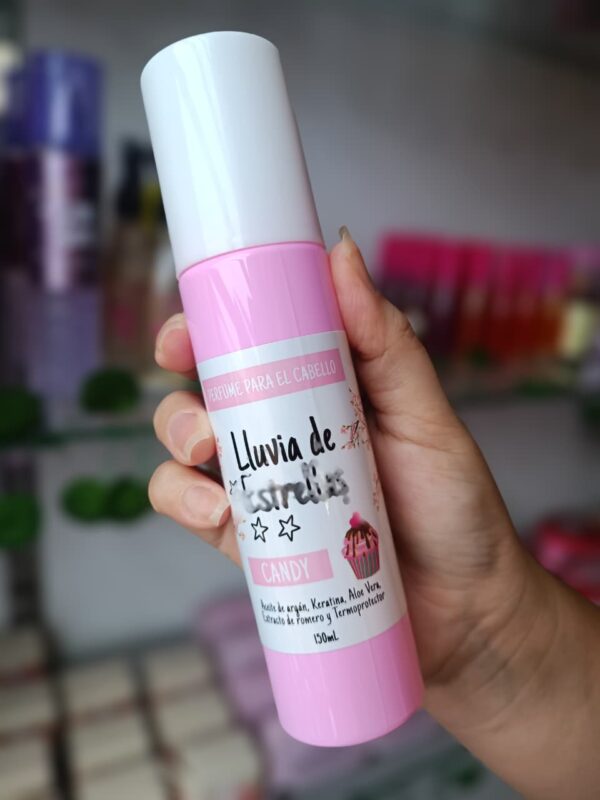 PERFUME PARA EL CABELLO
Lluvia de
Estrellas
CANDY
Aceite de argán, Keratina, Aloe Vera,
Extracto de romero y Termoprotector
150mL